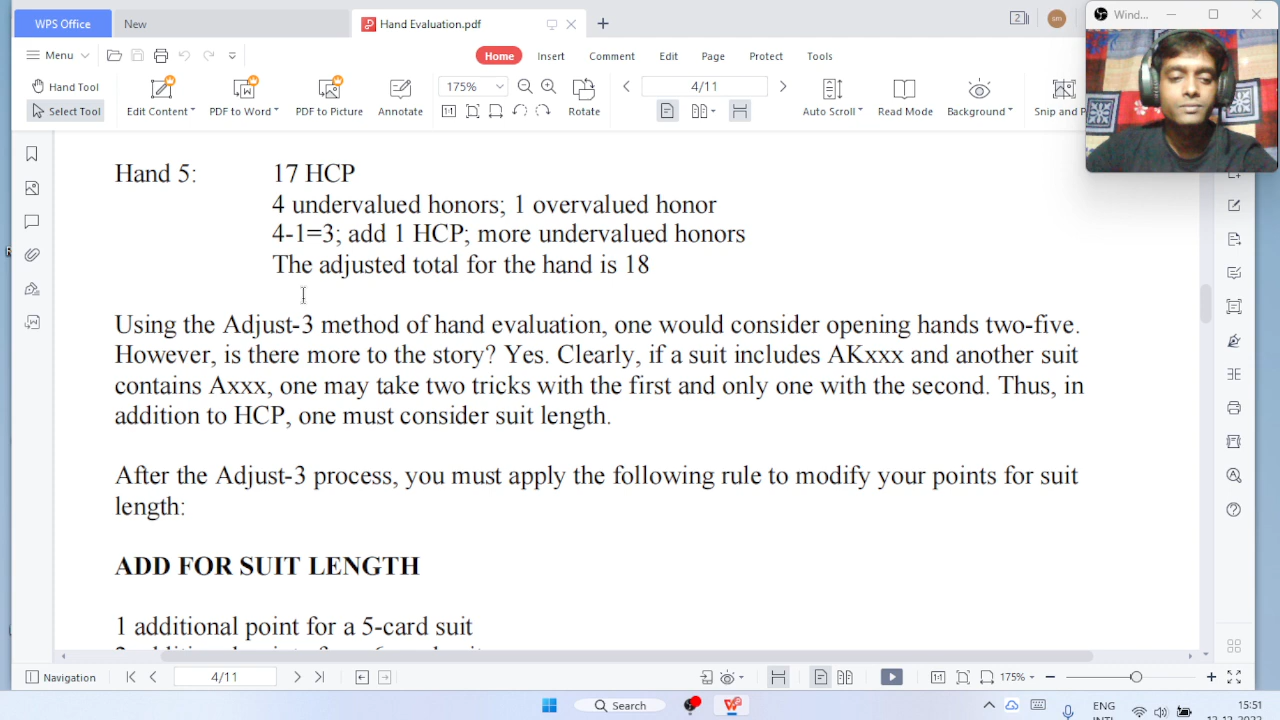 WPS Office
New
Hand Evaluation.pdf
2
sm
Wind...
Menu
Home
Insert
Comment
Edit
Page
Protect
Tools
Hand Tool
Select Tool
Edit Content
PDF to Word
PDF to Picture
Annotate
175%
Rotate
4/11
Auto Scroll
Read Mode
Background
Snip and P
Hand 5: 17 HCP
4 undervalued honors; 1 overvalued honor
4-1=3; add 1 HCP; more undervalued honors
The adjusted total for the hand is 18
Using the Adjust-3 method of hand evaluation, one would consider opening hands two-five.
However, is there more to the story? Yes. Clearly, if a suit includes AKxxx and another suit
contains Axxx, one may take two tricks with the first and only one with the second. Thus, in
addition to HCP, one must consider suit length.
After the Adjust-3 process, you must apply the following rule to modify your points for suit
length:
ADD FOR SUIT LENGTH
1 additional point for a 5-card suit
Navigation
4/11
175%
Search
ENG
INTL
15:51